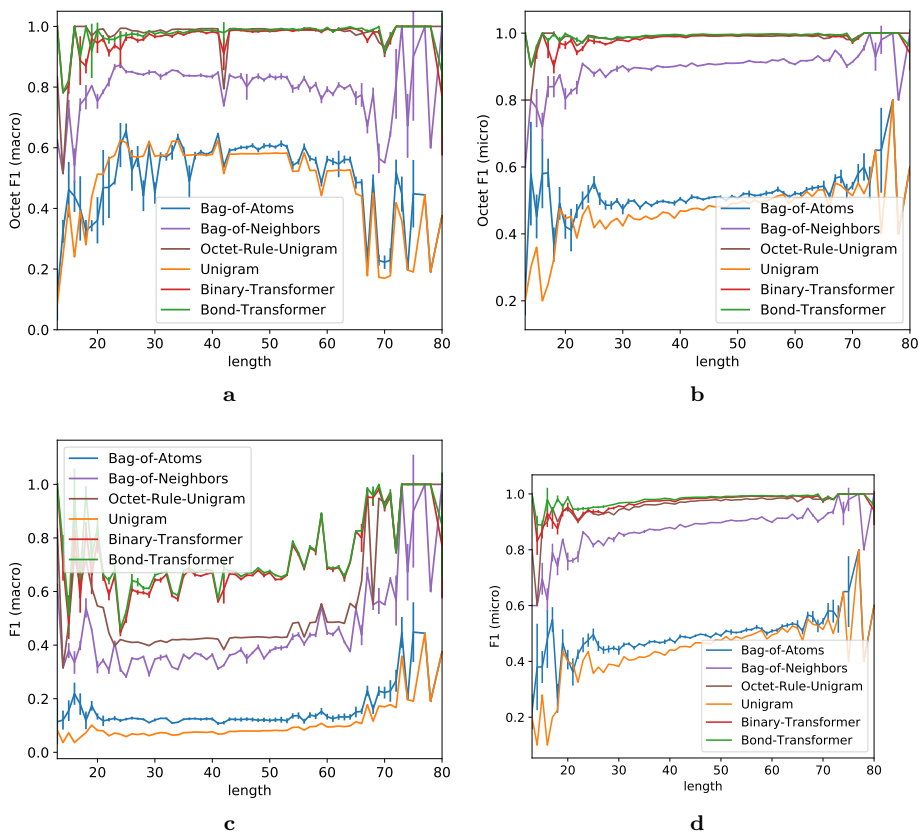 Octet F1 (macro)
1.0
0.8
0.6
0.4
0.2
0.0
Bag-of-Atoms
Bag-of-Neighbors
Octet-Rule-Unigram
Unigram
Binary-Transformer
Bond-Transformer
20 30 40 50 60 70 80
length
a
Octet F1 (micro)
1.0
0.8
0.6
0.4
0.2
Bag-of-Atoms
Bag-of-Neighbors
Octet-Rule-Unigram
Unigram
Binary-Transformer
Bond-Transformer
20 30 40 50 60 70 80
length
b
F1 (macro)
1.0
0.8
0.6
0.4
0.2
0.0
Bag-of-Atoms
Bag-of-Neighbors
Octet-Rule-Unigram
Unigram
Binary-Transformer
Bond-Transformer
20 30 40 50 60 70 80
length
c
F1 (micro)
1.0
0.8
0.6
0.4
0.2
Bag-of-Atoms
Bag-of-Neighbors
Octet-Rule-Unigram
Unigram
Binary-Transformer
Bond-Transformer
20 30 40 50 60 70 80
length
d